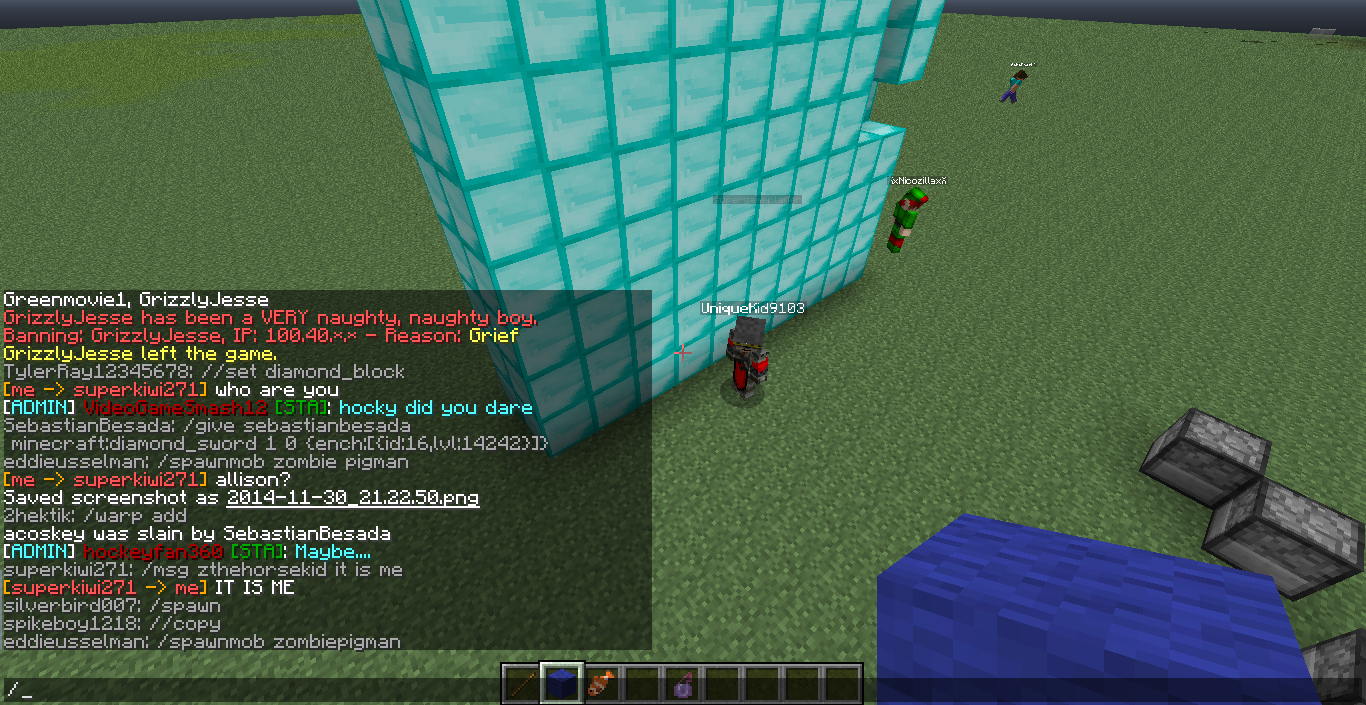 xXNicozillaxX
UniqueKid9103
Greenmovie1, GrizzlyJesse
GrizzlyJesse has been a VERY naughty, naughty boy.
Banning: GrizzlyJesse, IP: 100.40.*.* - Reason: Grief
GrizzlyJesse left the game.
TylerRay12345678: //set diamond_block
[me -> superkiwi271] who are you
[ADMIN] VideoGameSmash12 [STA]: hocky did you dare
SebastianBesada: /give sebastianbesada
minecraft:diamond_sword 1 0 {ench:[{id:16,lvl:14242}]}
eddieusselman: /spawnmob zombie pigman
[me -> superkiwi271] allison?
Saved screenshot as 2014-11-30_21.22.50.png
2hektik: /warp add
acoskey was slain by SebastianBesada
[ADMIN] hockeyfan360 [STA]: Maybe....
superkiwi271: /msg zthehorsekid it is me
[superkiwi271 -> me] IT IS ME
silverbird007: /spawn
spikeboy1218: //copy
eddieusselman: /spawnmob zombiepigman
/_